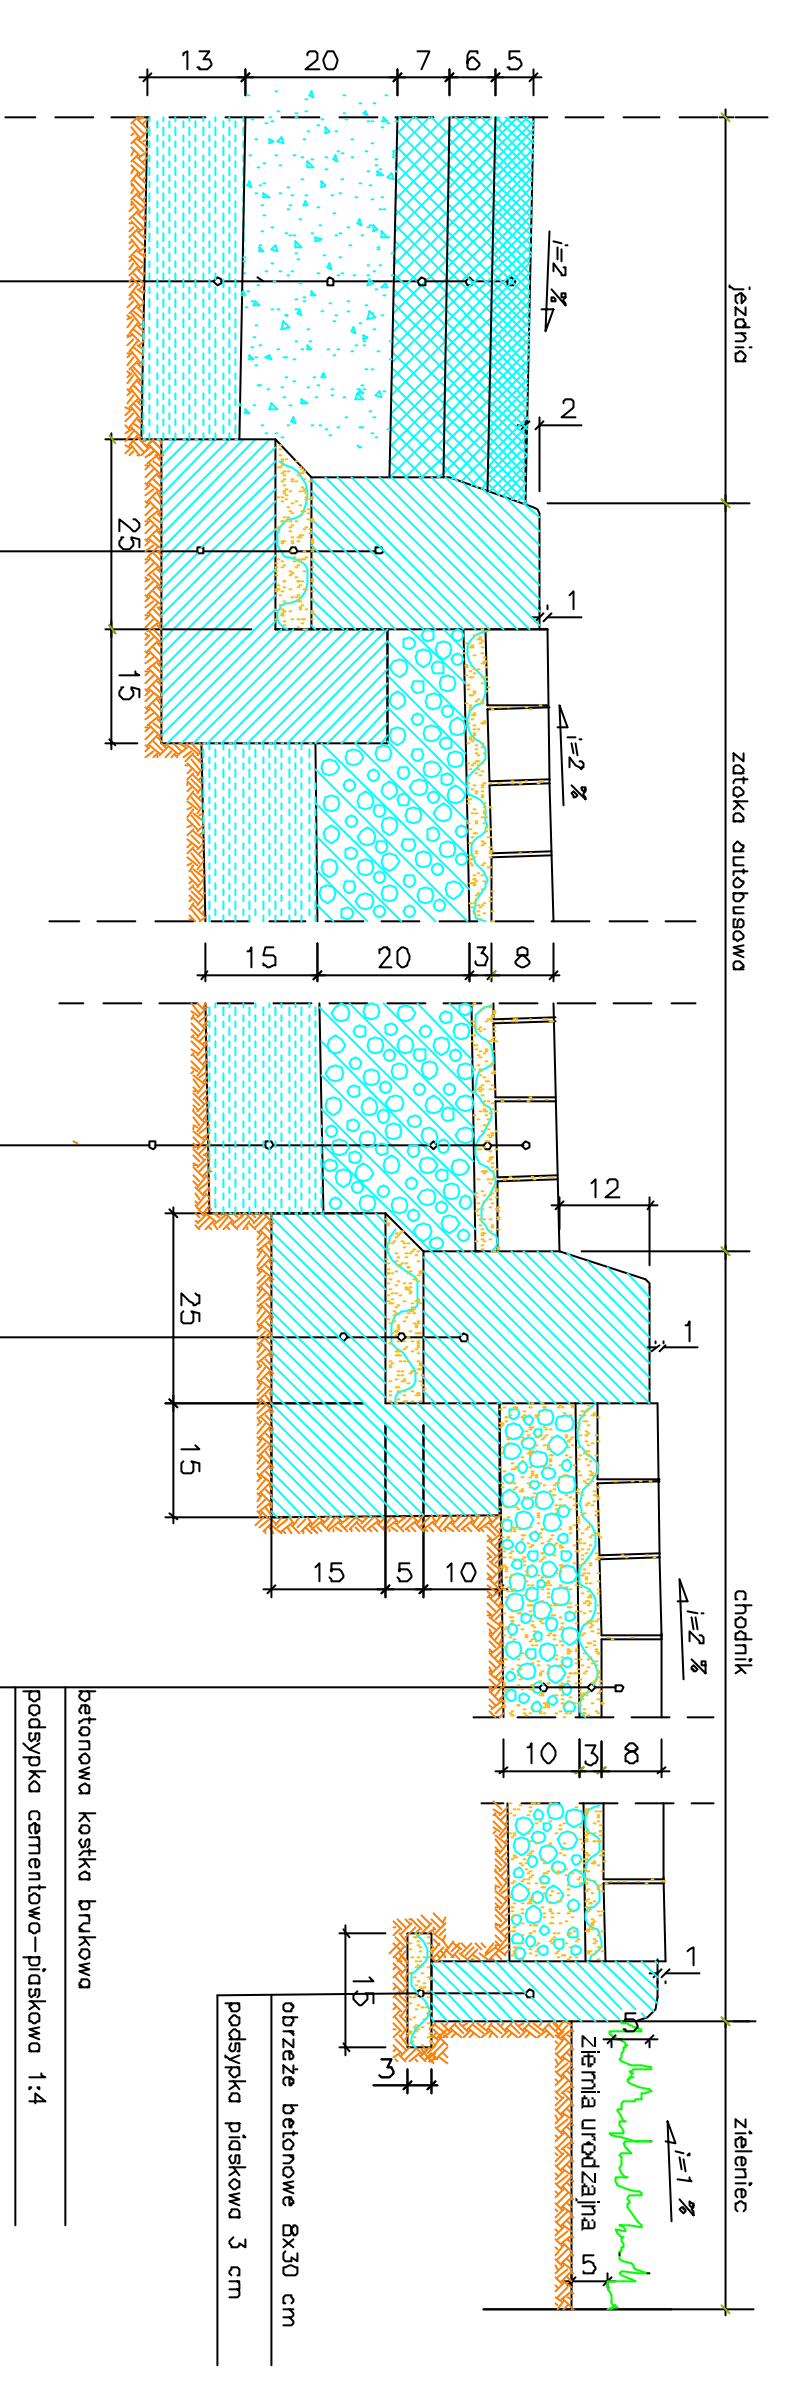 13 20 7 6 5
i=2 %
jezdnia
2
25
1
15
i=2 %
zatoka autobusowa
15 20 3 8
12
25
1
15
15 5 10
chodnik
i=2 %
betonowa kostka brukowa
podsypka cementowo–piaskowa 1:4
10 3 8
1
15
5
3
obrzeże betonowe 8x30 cm
podsypka piaskowa 3 cm
ziemia urodzajna 5
i=1 %
zieleniec